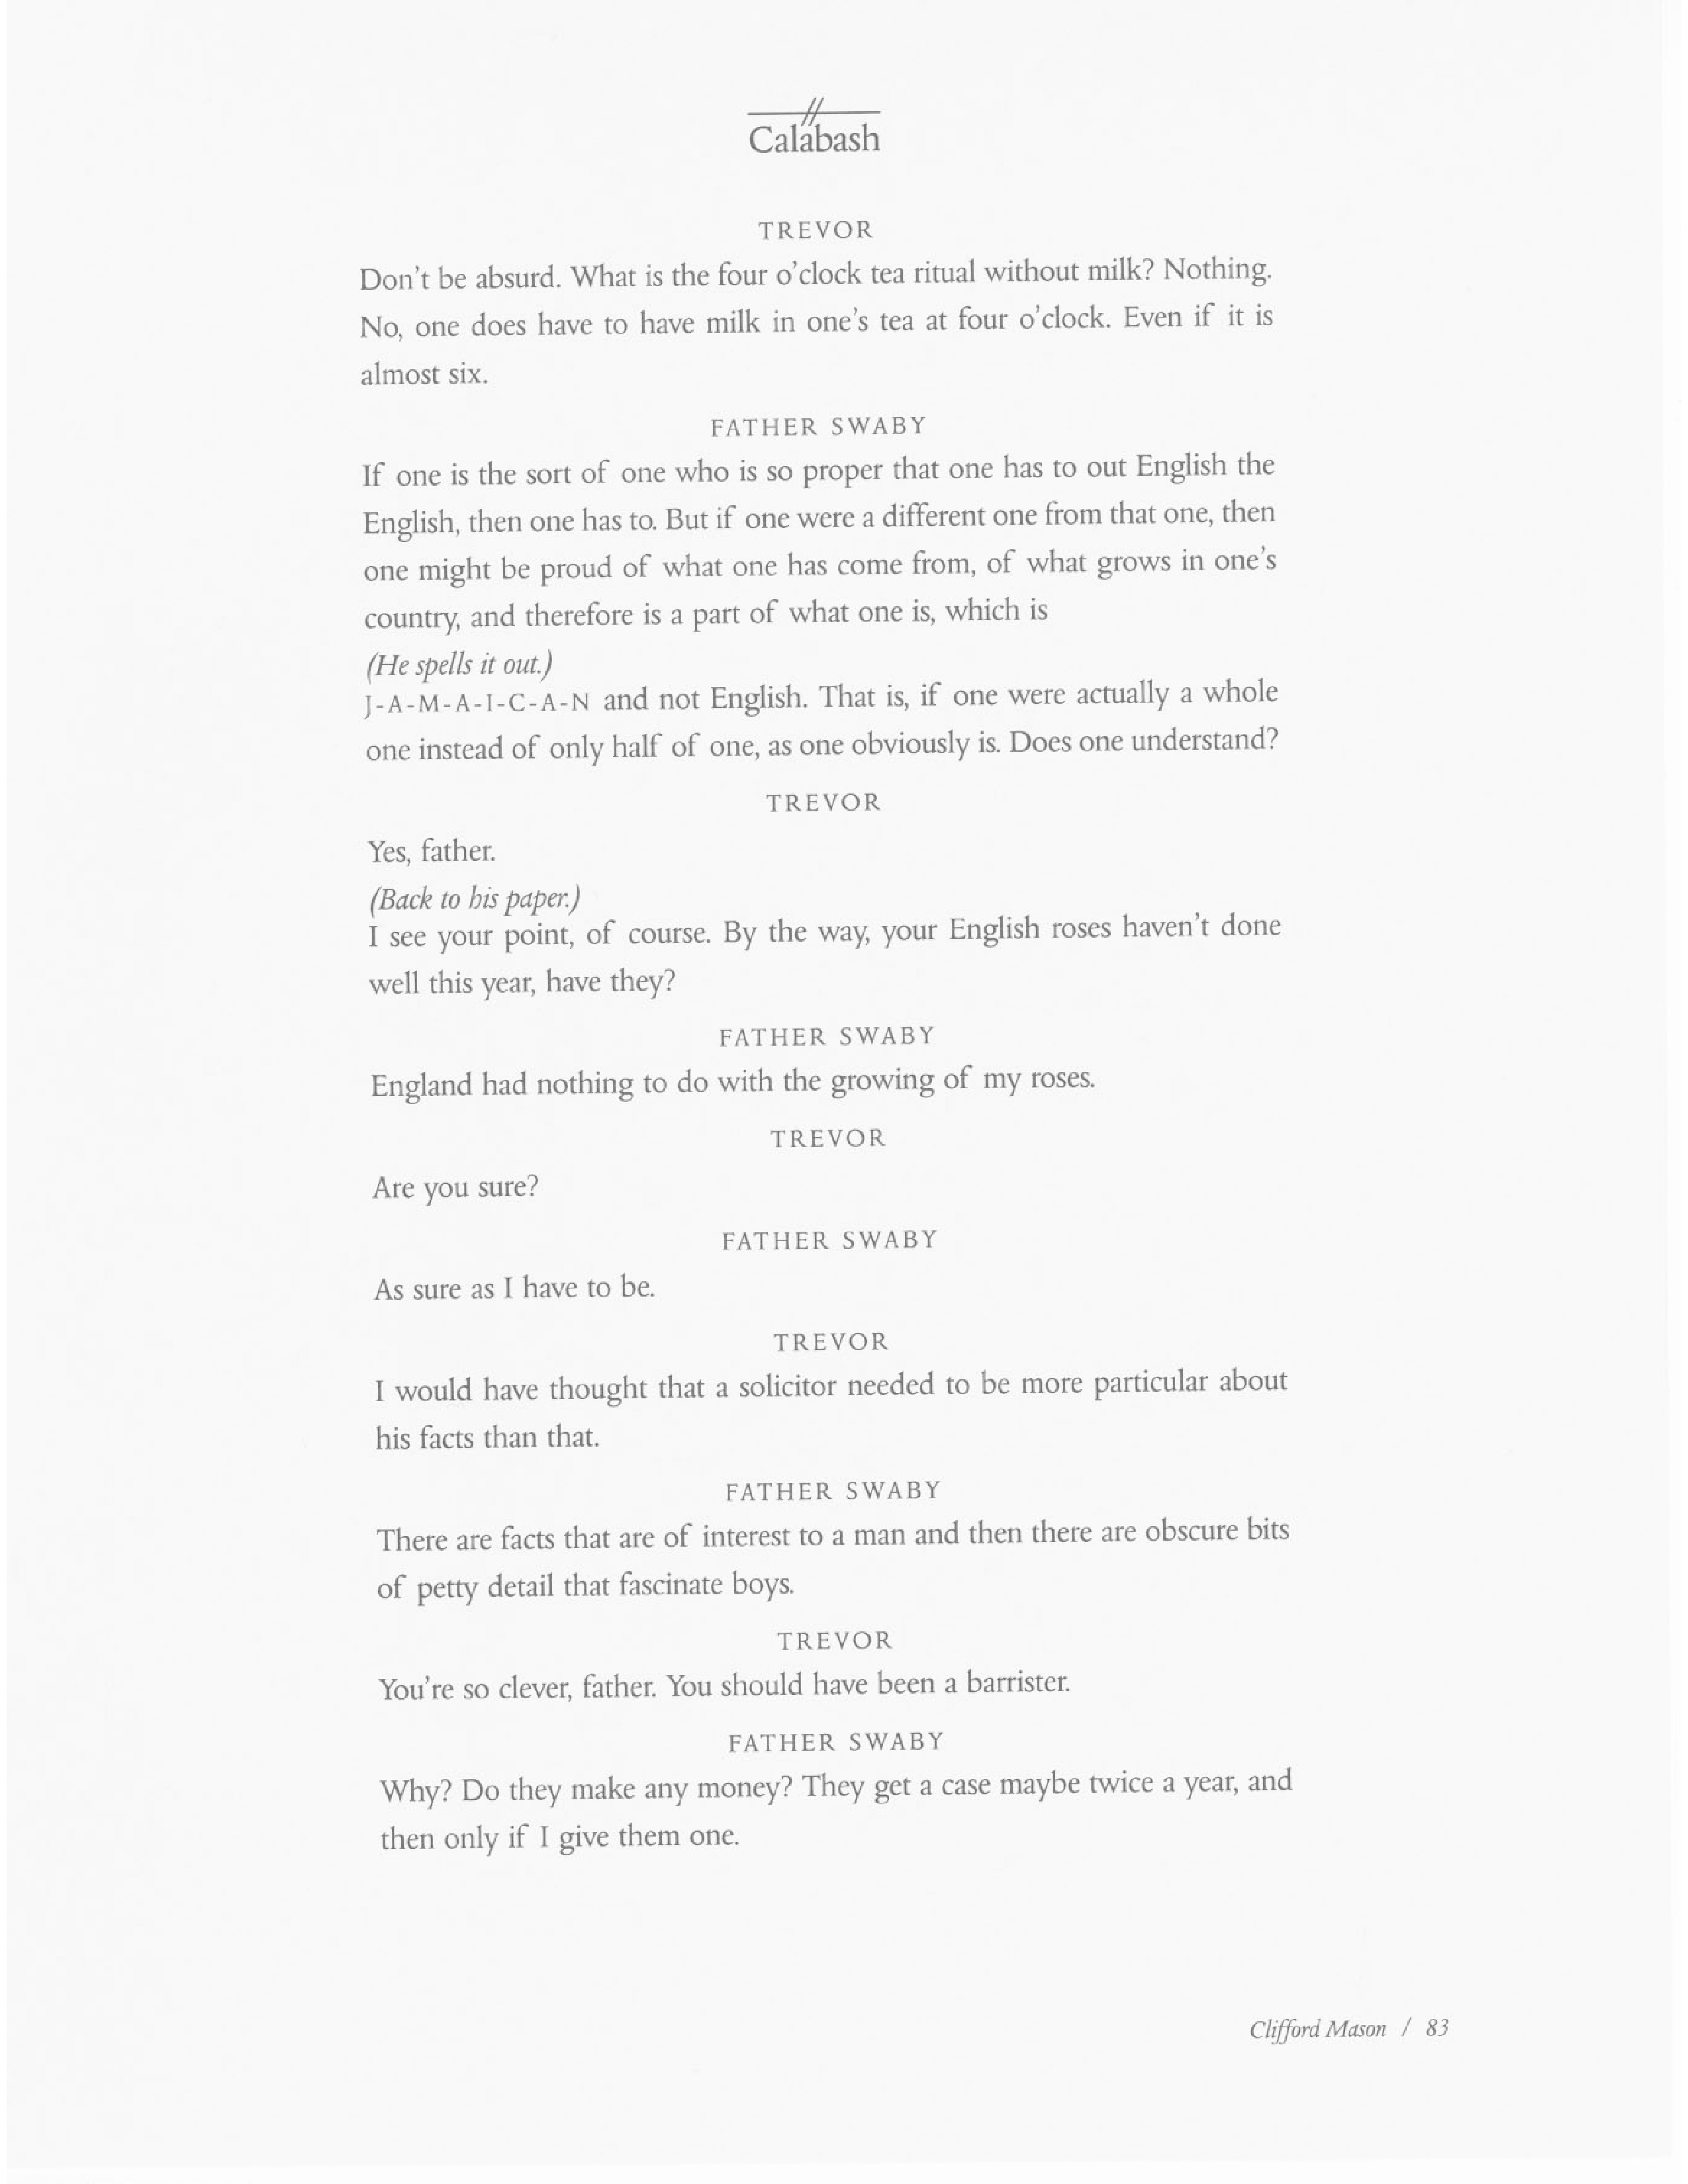 Calabash
TREVOR
Don't be absurd. What is the four o'clock tea ritual without milk? Nothing.
No, one does have to have milk in one's tea at four o'clock. Even if it is
almost six.
FATHER SWABY
If one is the sort of one who is so proper that one has to out English the
English, then one has to. But if one were a different one from that one, then
one might be proud of what one has come from, of what grows in one's
country, and therefore is a part of what one is, which is
(He spells it out.)
J-A-M-A-I-C-A-N and not English. That is, if one were actually a whole
one instead of only half of one, as one obviously is. Does one understand?
TREVOR
Yes, father.
(Back to his paper.)
I see your point, of course. By the way, your English roses haven't done
well this year, have they?
FATHER SWABY
England had nothing to do with the growing of my roses.
TREVOR
Are you sure?
FATHER SWABY
As sure as I have to be.
TREVOR
I would have thought that a solicitor needed to be more particular about
his facts than that.
FATHER SWABY
There are facts that are of interest to a man and then there are obscure bits
of petty detail that fascinate boys.
TREVOR
You're so clever, father. You should have been a barrister.
FATHER SWABY
Why? Do they make any money? They get a case maybe twice a year, and
then only if I give them one.
Clifford Mason / 83